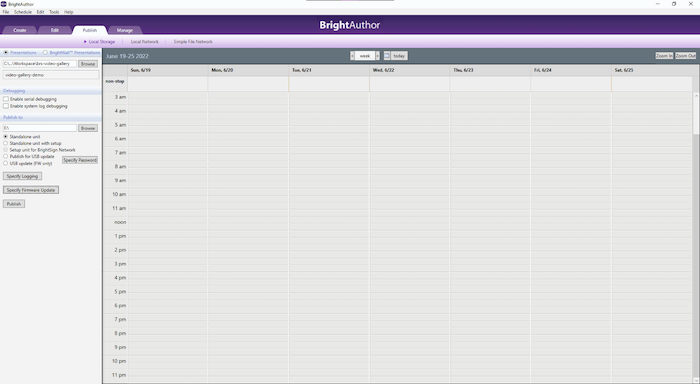 BrightAuthor
File Schedule Edit Tools Help
Create Edit Publish Manage
BrightAuthor
Local Storage Local Network Simple File Network
Presentations BrightWall™ Presentations
Browse
video-gallery-demo
Debugging
Enable serial debugging
Enable system log debugging
Publish to
Browse
Standalone unit
Standalone unit with setup
Setup unit for BrightSign Network
Publish for USB update
USB update (FW only)
Specify Password
Specify Logging
Specify Firmware Update
Publish
June 19-25 2022
week
today
Zoom In Zoom Out
Sun, 6/19 Mon, 6/20 Tue, 6/21 Wed, 6/22 Thu, 6/23 Fri, 6/24 Sat, 6/25
non-stop
3 am
4 am
5 am
6 am
7 am
8 am
9 am
10 am
11 am
noon
1 pm
2 pm
3 pm
4 pm
5 pm
6 pm
7 pm
8 pm
9 pm
10 pm
11 pm